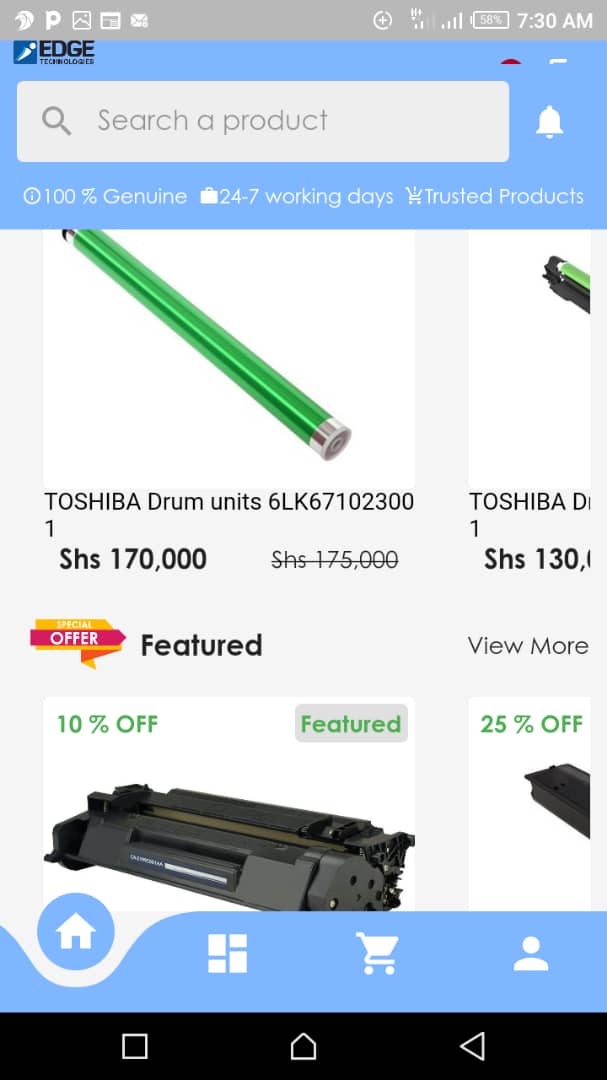 58%
7:30 AM
EDGE
TECHNOLOGIES
Search a product
100 % Genuine
24-7 working days
Trusted Products
TOSHIBA Drum units 6LK67102300
1
Shs 170,000
Shs 175,000
TOSHIBA D
1
Shs 130,
SPECIAL
OFFER
Featured
View More
10 % OFF
Featured
25 % OFF